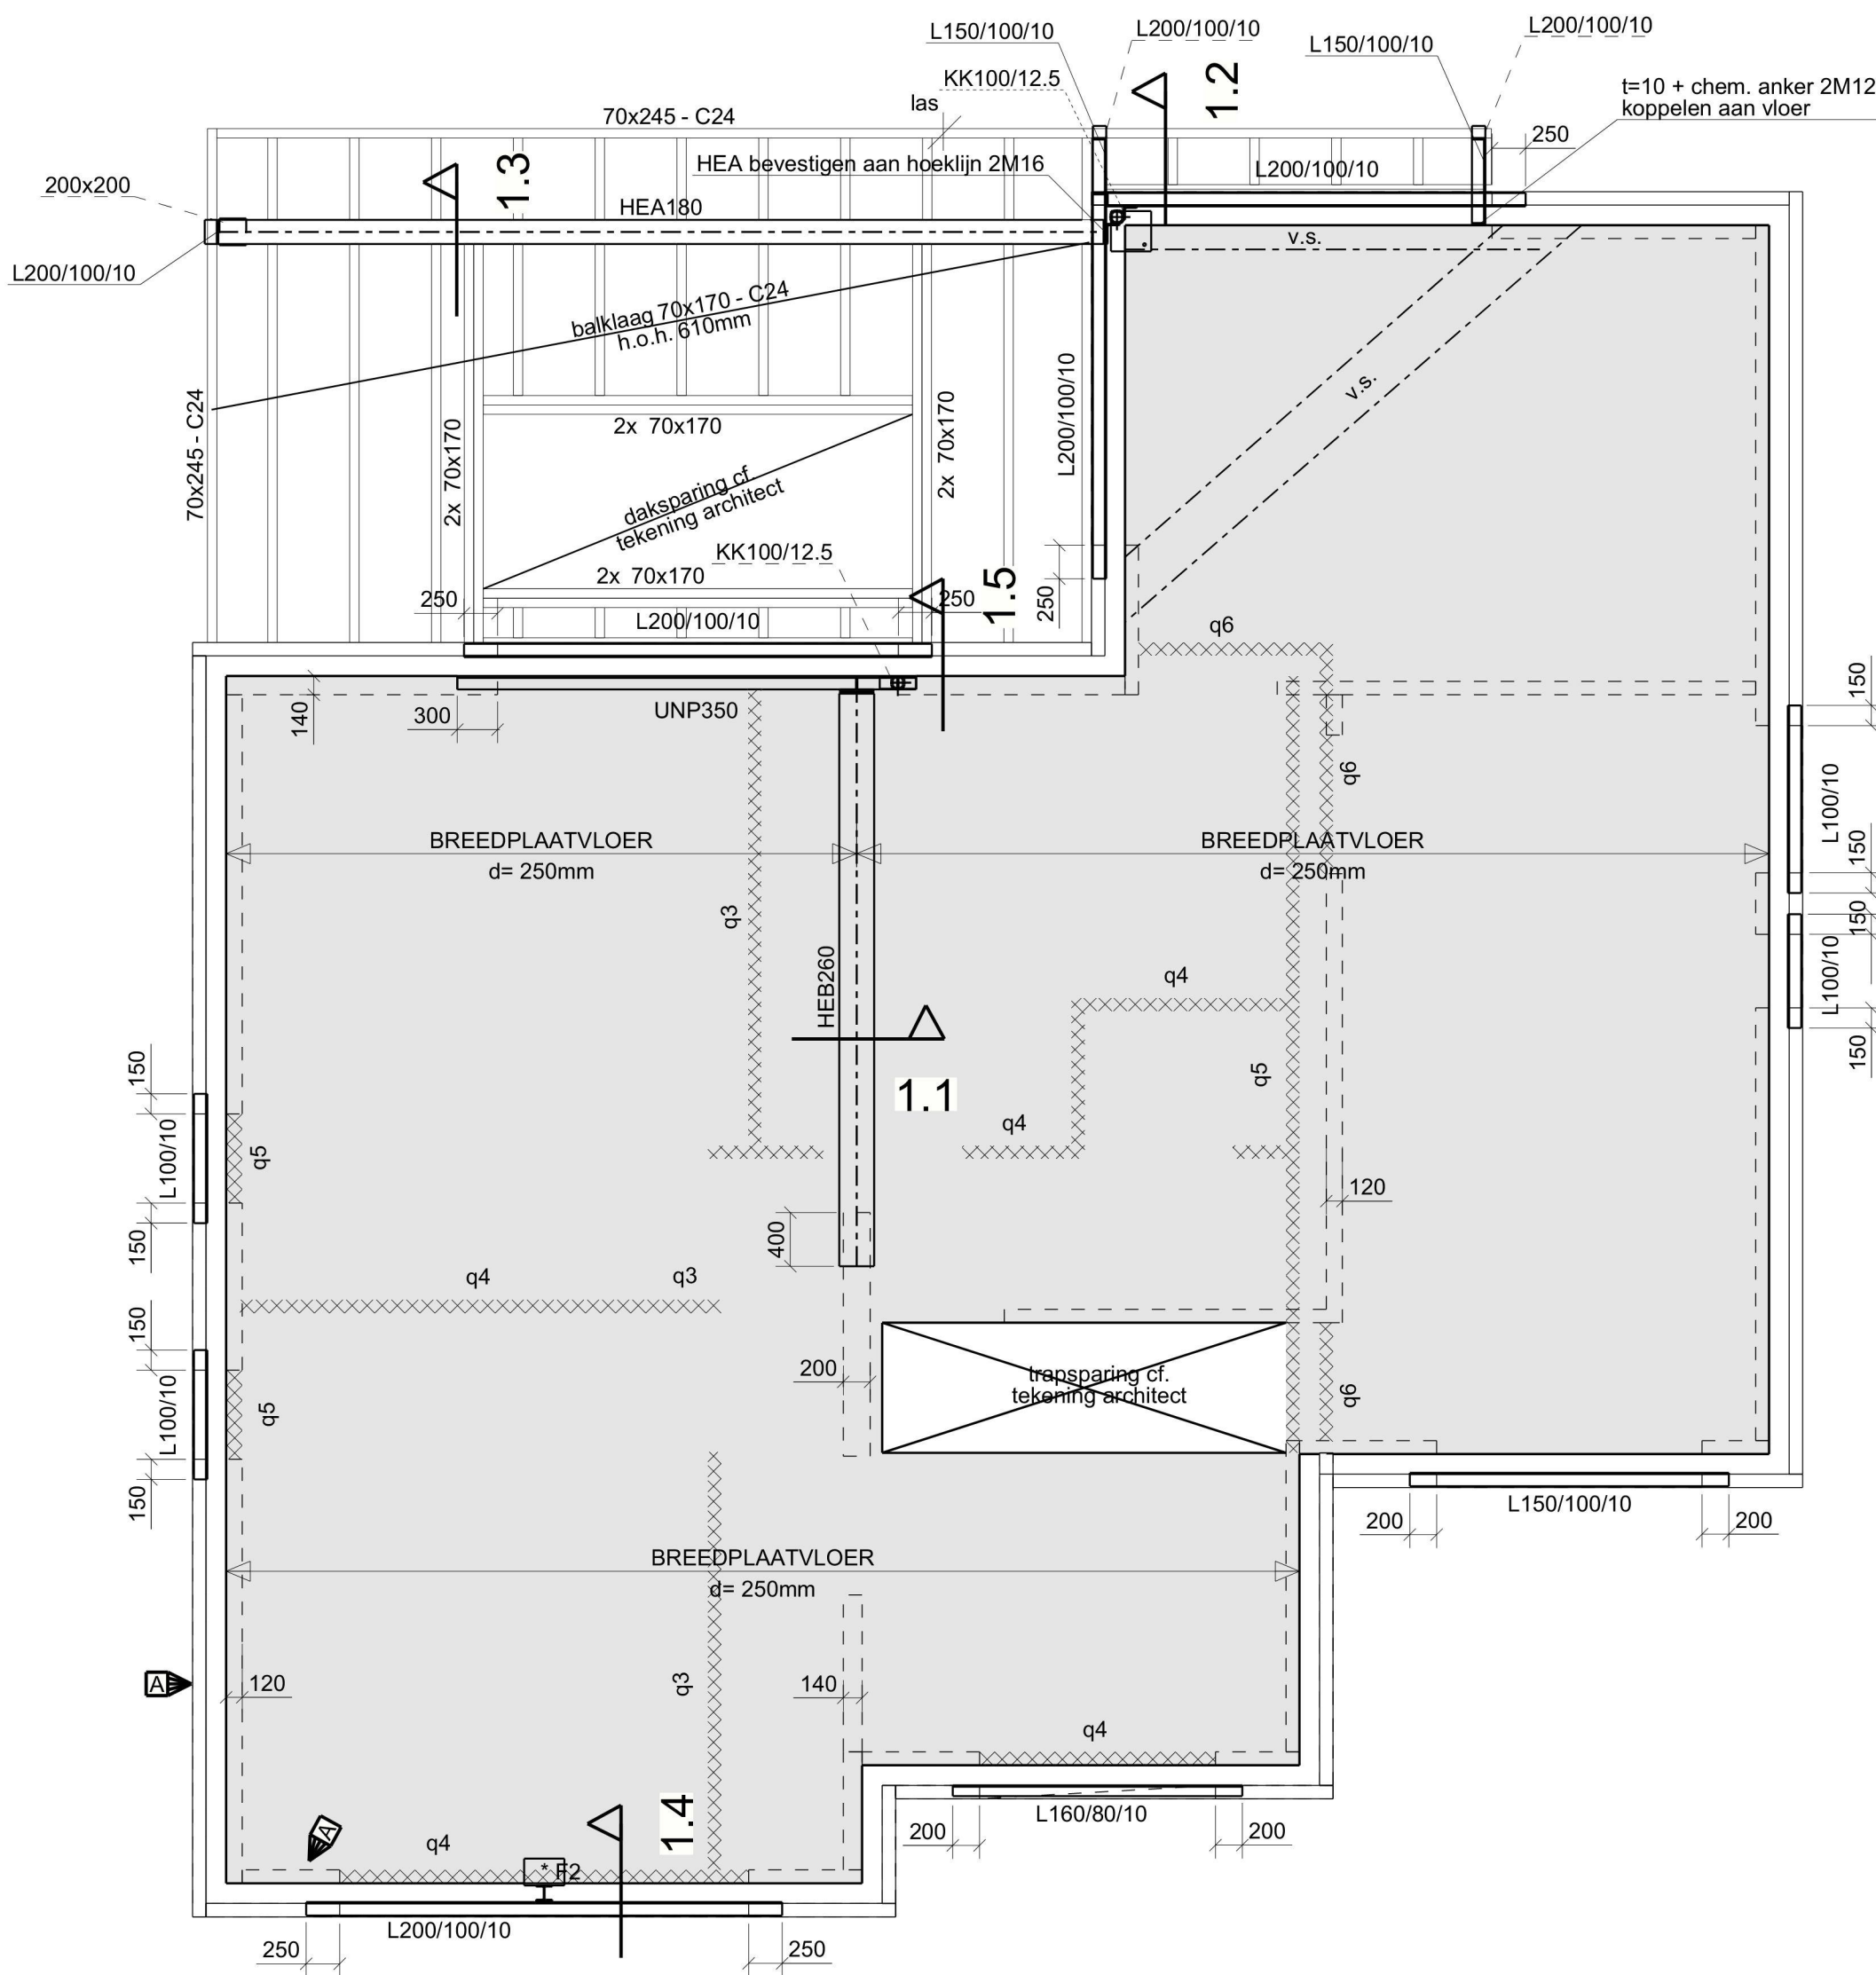 L150/100/10
L200/100/10
L150/100/10
L200/100/10
KK100/12.5
1.2
t=10 + chem. anker 2M12
koppelen aan vloer
las
70x245 - C24
250
1.3
HEA bevestigen aan hoeklijn 2M16
L200/100/10
200x200
HEA180
v.s.
L200/100/10
balklaag 70x170 - C24
h.o.h. 610mm
v.s.
70x245 - C24
2x 70x170
2x 70x170
2x 70x170
L200/100/10
daksparing cf.
tekening architect
KK100/12.5
2x 70x170
1.5
250
250
250
L200/100/10
q6
140
300
UNP350
150
q6
L100/10
BREEDPLAATVLOER
d= 250mm
BREEDPLAATVLOER
d= 250mm
150
q3
150
HEB260
q4
L100/10
150
150
1.1
q5
q4
L100/10
q5
120
150
400
q4
q3
150
200
trapsparing cf.
tekening architect
L100/10
q5
q6
150
L150/100/10
200
200
BREEDPLAATVLOER
d= 250mm
A
120
q3
140
q4
A
1.4
L160/80/10
q4
200
200
* F2
L200/100/10
250
250